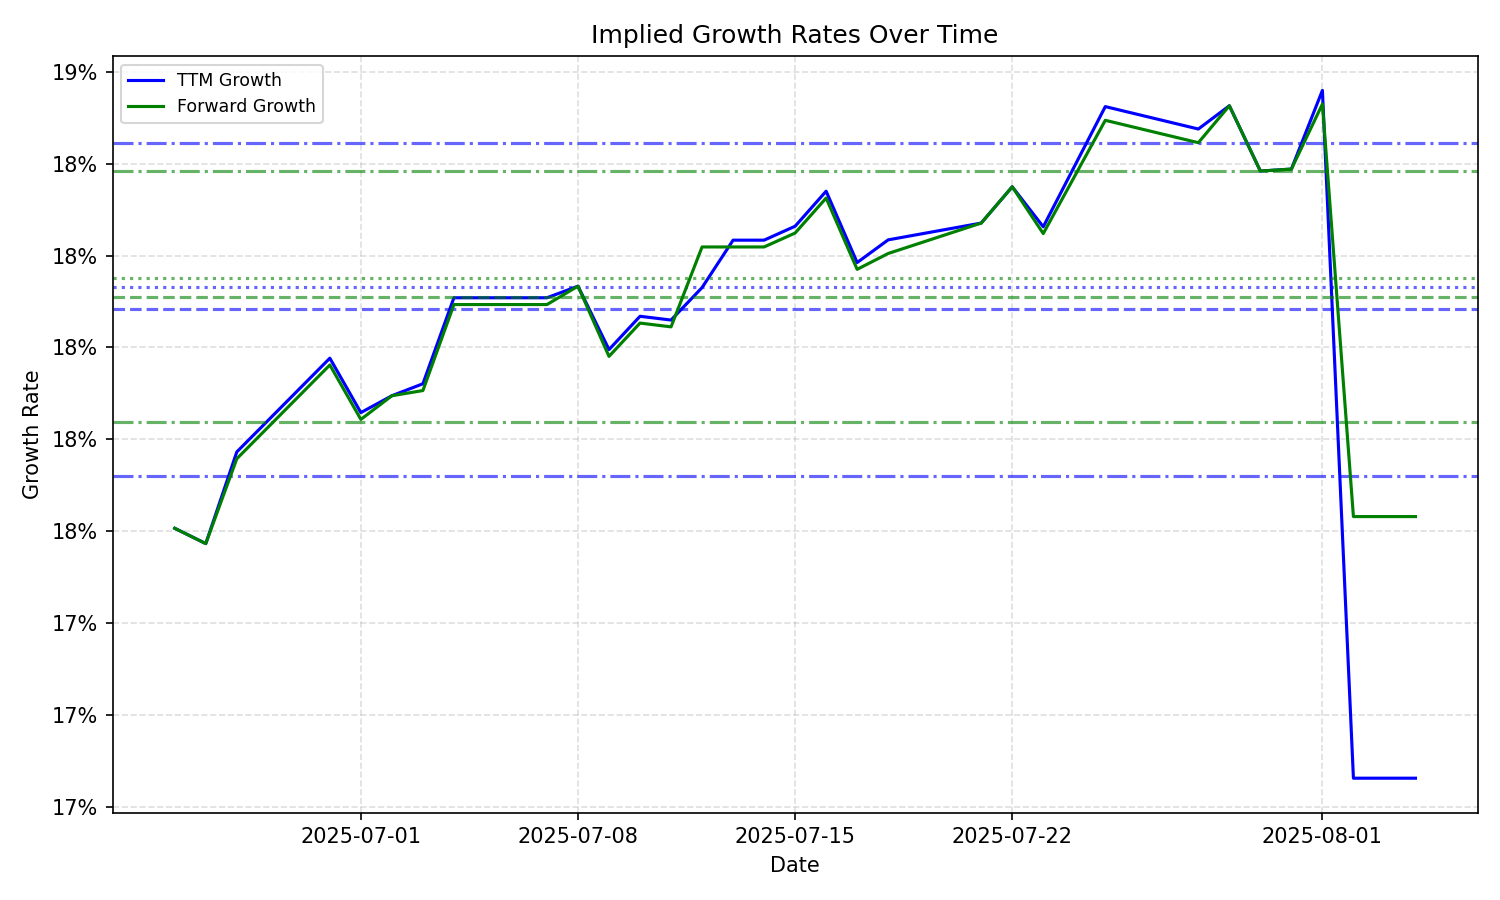 Implied Growth Rates Over Time
TTM Growth
Forward Growth
19%
18%
18%
18%
18%
18%
17%
17%
17%
Growth Rate
2025-07-01
2025-07-08
2025-07-15
2025-07-22
2025-08-01
Date